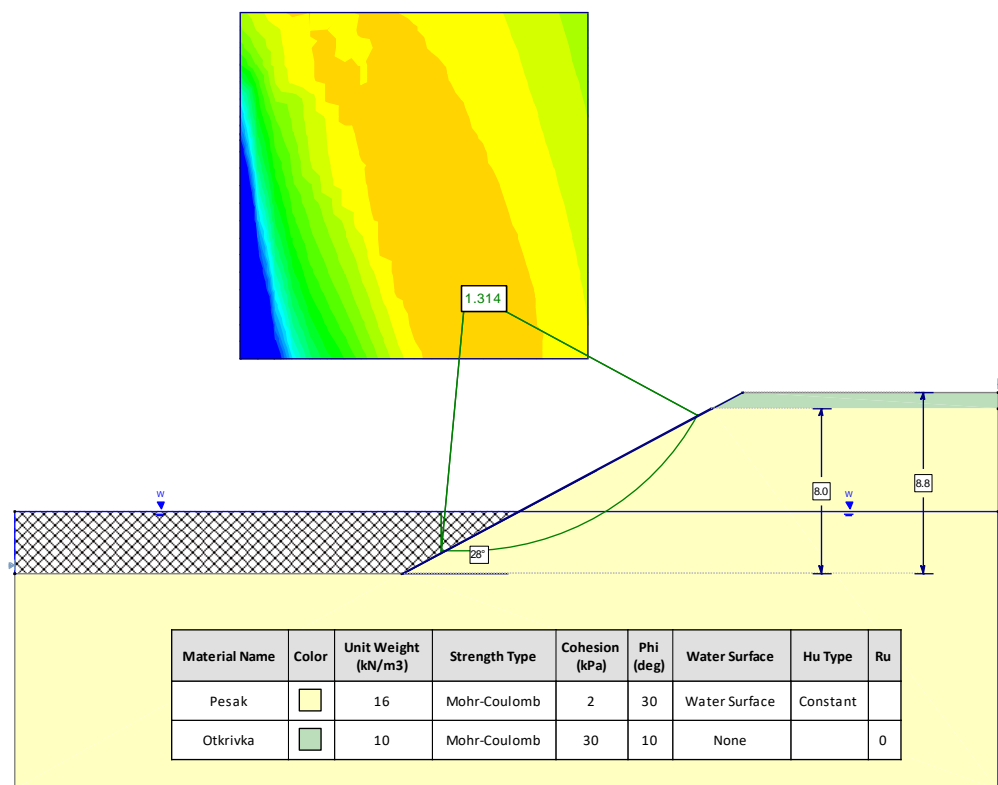 1.314
W
W
8.0
8.8
28°
Material Name Color Unit Weight (kN/m3) Strength Type Cohesion (kPa) Phi (deg) Water Surface Hu Type Ru
Pesak 16 Mohr-Coulomb 2 30 Water Surface Constant
Otkrivka 10 Mohr-Coulomb 30 10 None 0